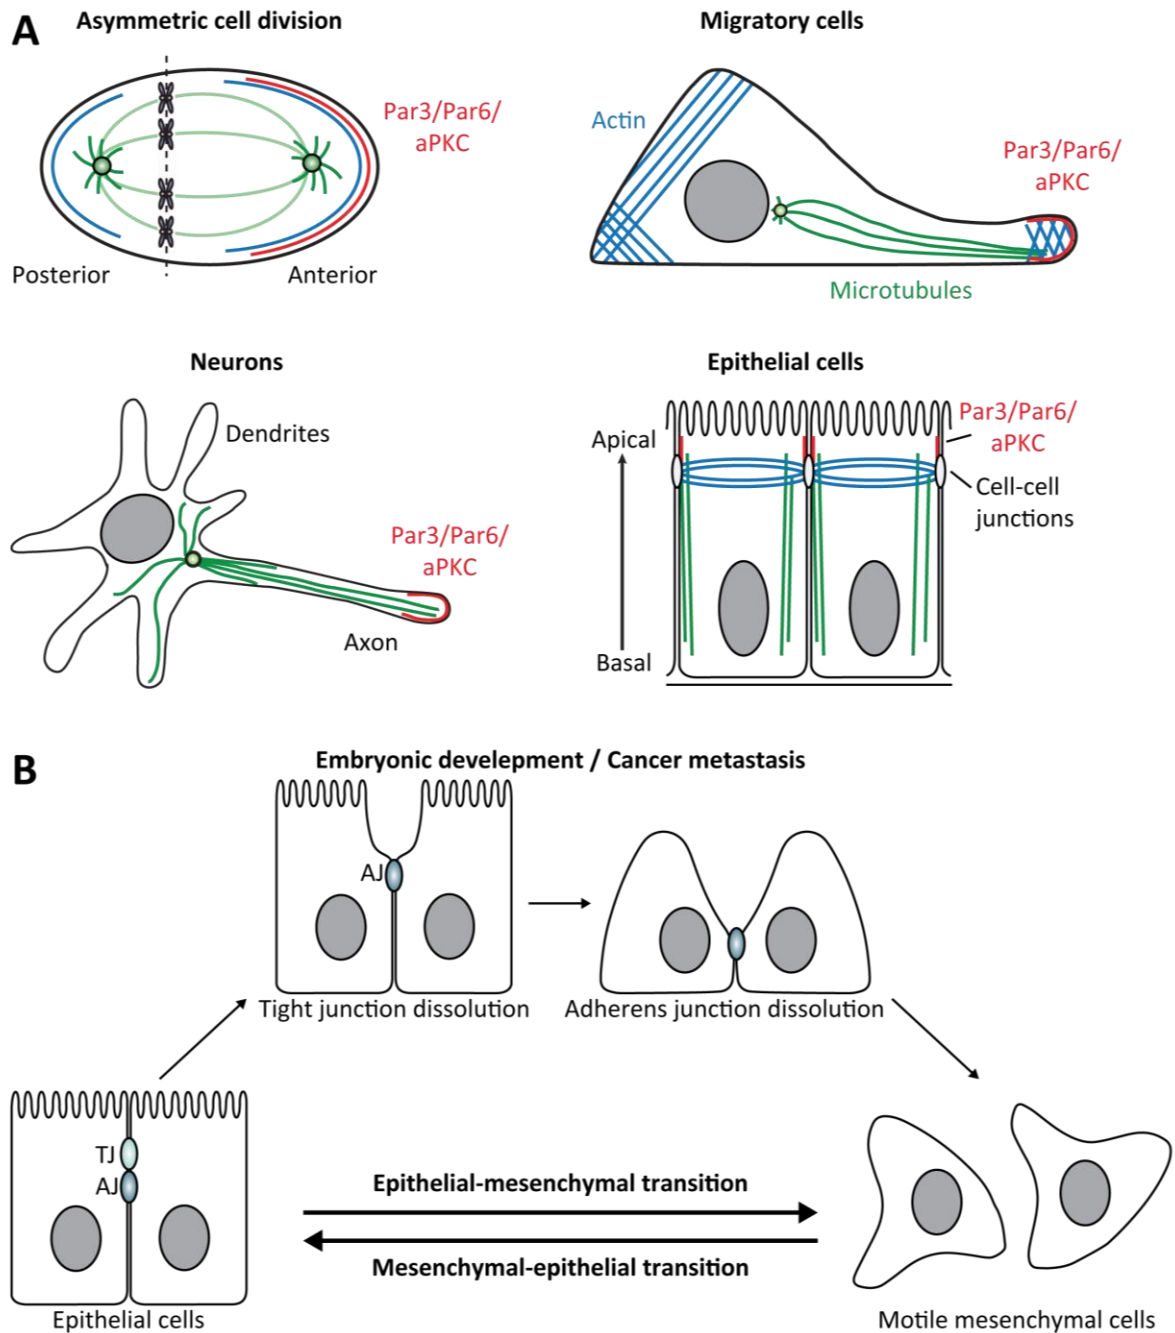 A
Asymmetric cell division
Par3/Par6/
aPKC
Posterior
Anterior
Migratory cells
Actin
Par3/Par6/
aPKC
Microtubules
Neurons
Dendrites
Par3/Par6/
aPKC
Axon
Epithelial cells
Apical
Par3/Par6/
aPKC
Cell-cell
junctions
Basal
B
Embryonic develepment / Cancer metastasis
AJ
Tight junction dissolution
Adherens junction dissolution
TJ
AJ
Epithelial cells
Epithelial-mesenchymal transition
Mesenchymal-epithelial transition
Motile mesenchymal cells